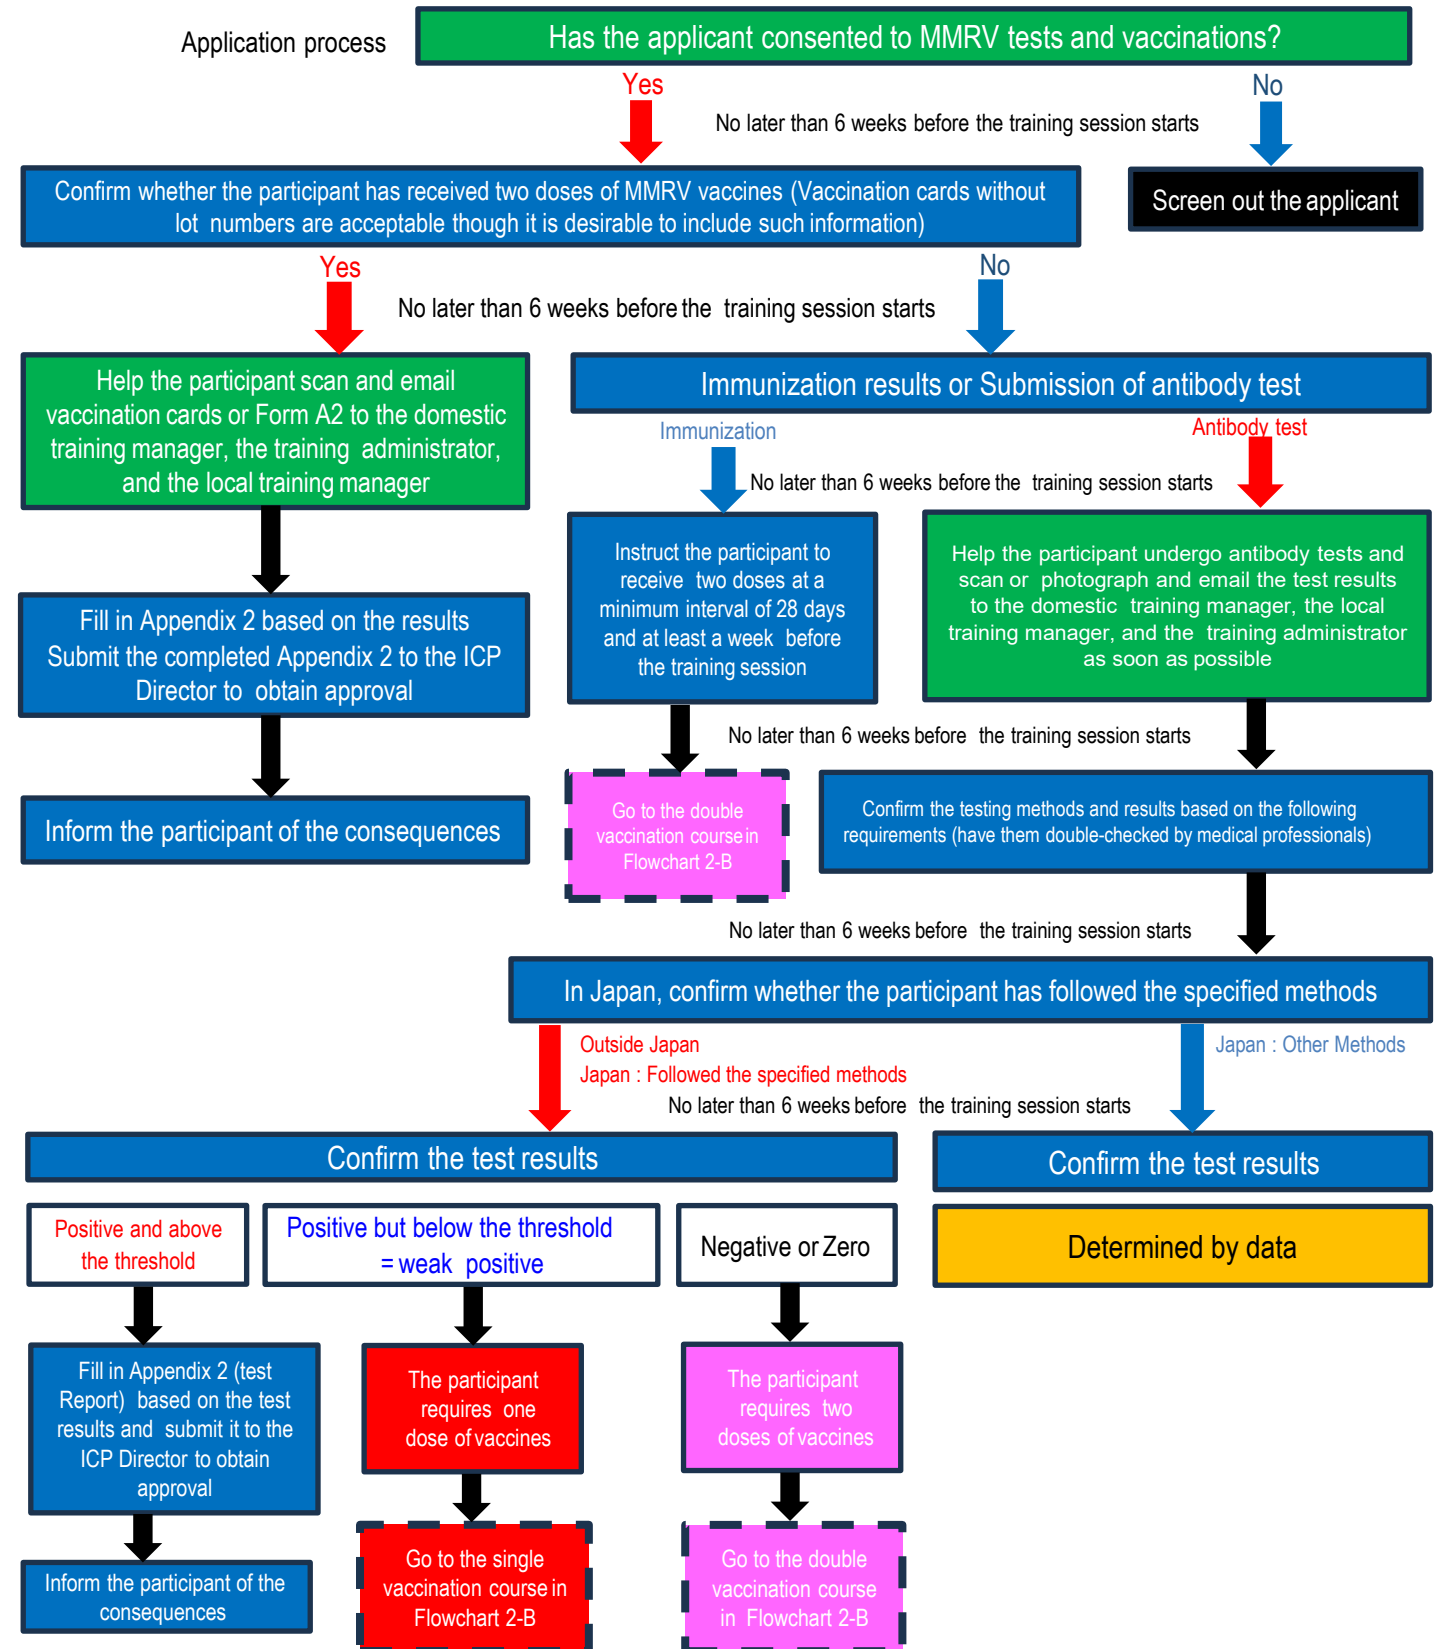 Application process
Has the applicant consented to MMRV tests and vaccinations?
Yes
No
No later than 6 weeks before the training session starts
Confirm whether the participant has received two doses of MMRV vaccines (Vaccination cards without
lot numbers are acceptable though it is desirable to include such information)
Screen out the applicant
Yes
No
No later than 6 weeks before the training session starts
Help the participant scan and email
vaccination cards or Form A2 to the domestic
training manager, the training administrator,
and the local training manager
Immunization results or Submission of antibody test
Immunization
Antibody test
No later than 6 weeks before the training session starts
Instruct the participant to
receive two doses at a
minimum interval of 28 days
and at least a week before
the training session
Help the participant undergo antibody tests and
scan or photograph and email the test results
to the domestic training manager, the local
training manager, and the training administrator
as soon as possible
Fill in Appendix 2 based on the results
Submit the completed Appendix 2 to the ICP
Director to obtain approval
No later than 6 weeks before the training session starts
Inform the participant of the consequences
Go to the double
vaccination course in
Flowchart 2-B
Confirm the testing methods and results based on the following
requirements (have them double-checked by medical professionals)
No later than 6 weeks before the training session starts
In Japan, confirm whether the participant has followed the specified methods
Outside Japan
Japan : Followed the specified methods
Japan : Other Methods
No later than 6 weeks before the training session starts
Confirm the test results
Confirm the test results
Positive and above
the threshold
Positive but below the threshold
= weak positive
Negative or Zero
Determined by data
Fill in Appendix 2 (test
Report) based on the test
results and submit it to the
ICP Director to obtain
approval
The participant
requires one
dose of vaccines
The participant
requires two
doses of vaccines
Inform the participant of the
consequences
Go to the single
vaccination course in
Flowchart 2-B
Go to the double
vaccination course
in Flowchart 2-B